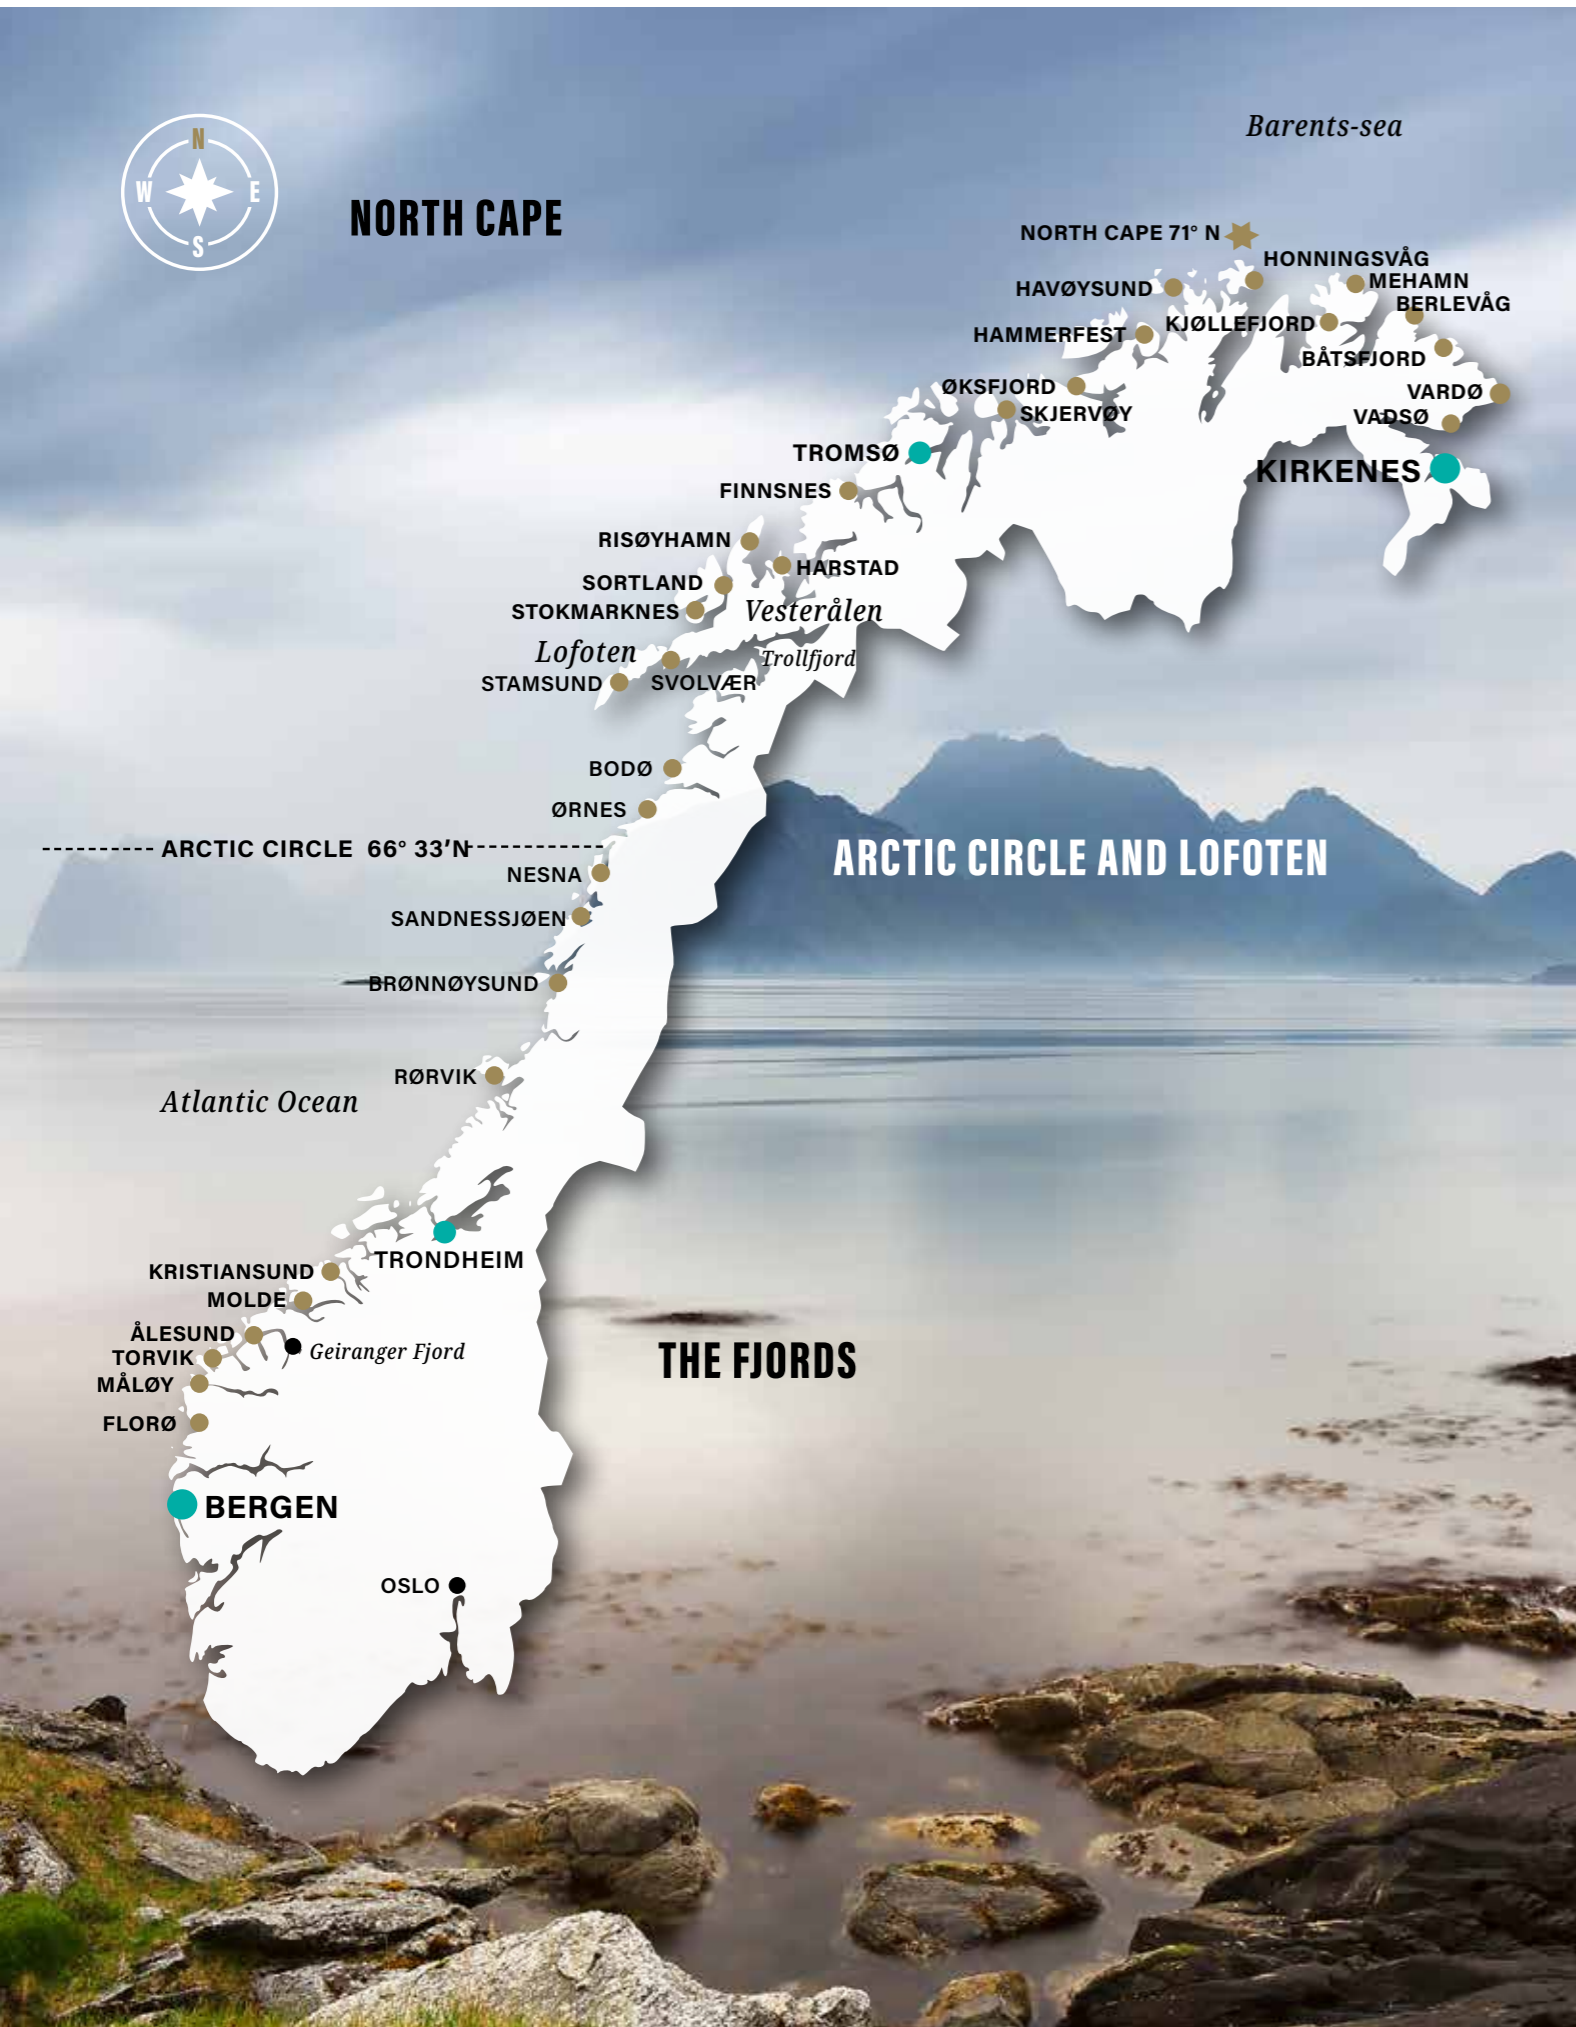 Barents-sea
N
W
E
S
NORTH CAPE
NORTH CAPE 71° N
HONNINGSVÅG
HAVØYSUND
MEHAMN
BERLEVÅG
KJØLLEFJORD
HAMMERFEST
BÅTSFJORD
ØKSFJORD
VARDØ
SKJERVØY
VADSØ
TROMSØ
KIRKENES
FINNSNES
RISØYHAMN
HARSTAD
SORTLAND
STOKMARKNES
Vesterålen
Lofoten
Trollfjord
STAMSUND
SVOLVÆR
BODØ
ØRNES
ARCTIC CIRCLE 66° 33'N
ARCTIC CIRCLE AND LOFOTEN
NESNA
SANDNESSJØEN
BRØNNØYSUND
RØRVIK
Atlantic Ocean
TRONDHEIM
KRISTIANSUND
MOLDE
ÅLESUND
Geiranger Fjord
TORVIK
THE FJORDS
MÅLØY
FLORØ
BERGEN
OSLO